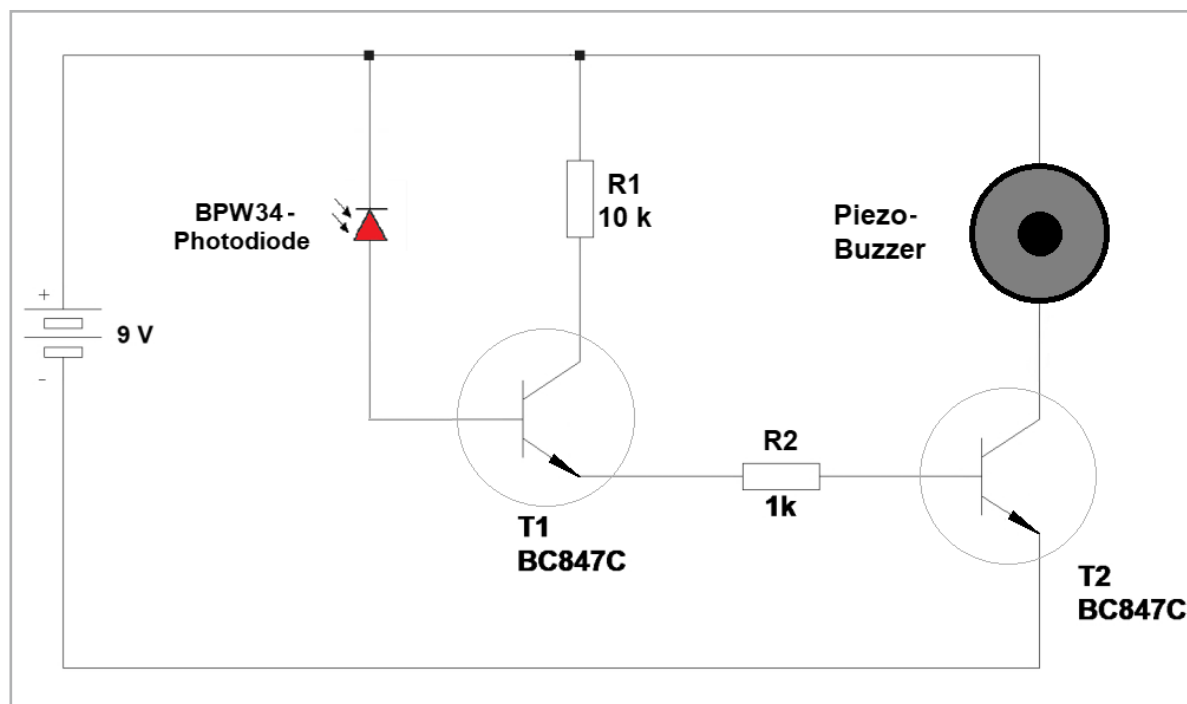 BPW34-
Photodiode
R1
10 k
Piezo-
Buzzer
+
9 V
-
R2
1k
T1
BC847C
T2
BC847C